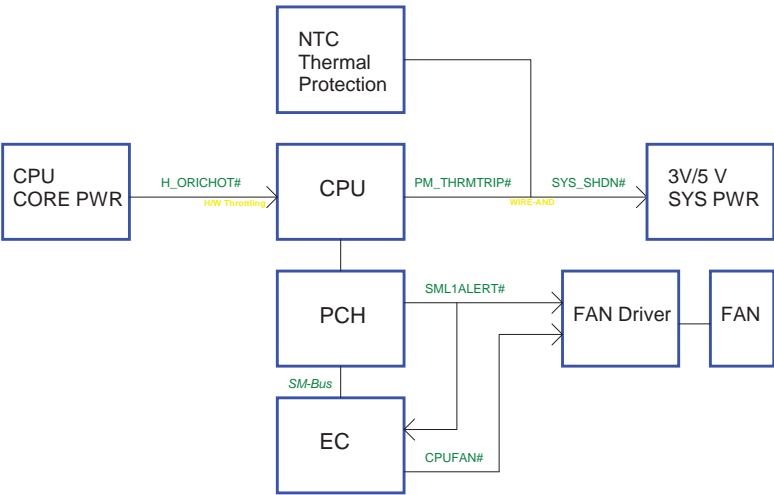 NTC
Thermal
Protection
CPU
CORE PWR
H_ORICHOT#
H/W Throttling
CPU
PM_THRMTRIP#
WIRE-AND
SYS_SHDN#
3V/5 V
SYS PWR
PCH
SML1ALERT#
FAN Driver
FAN
SM-Bus
EC
CPUFAN#